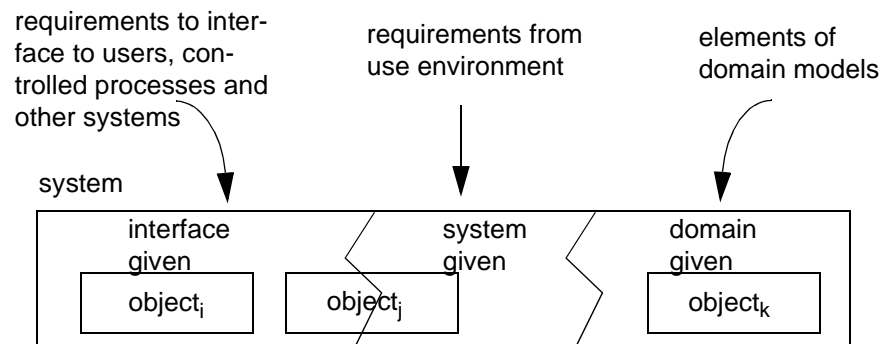 requirements to inter-
face to users, con-
trolled processes and
other systems
requirements from
use environment
elements of
domain models
system
interface
given
system
given
domain
given
objectᵢ
objectⱼ
objectₖ